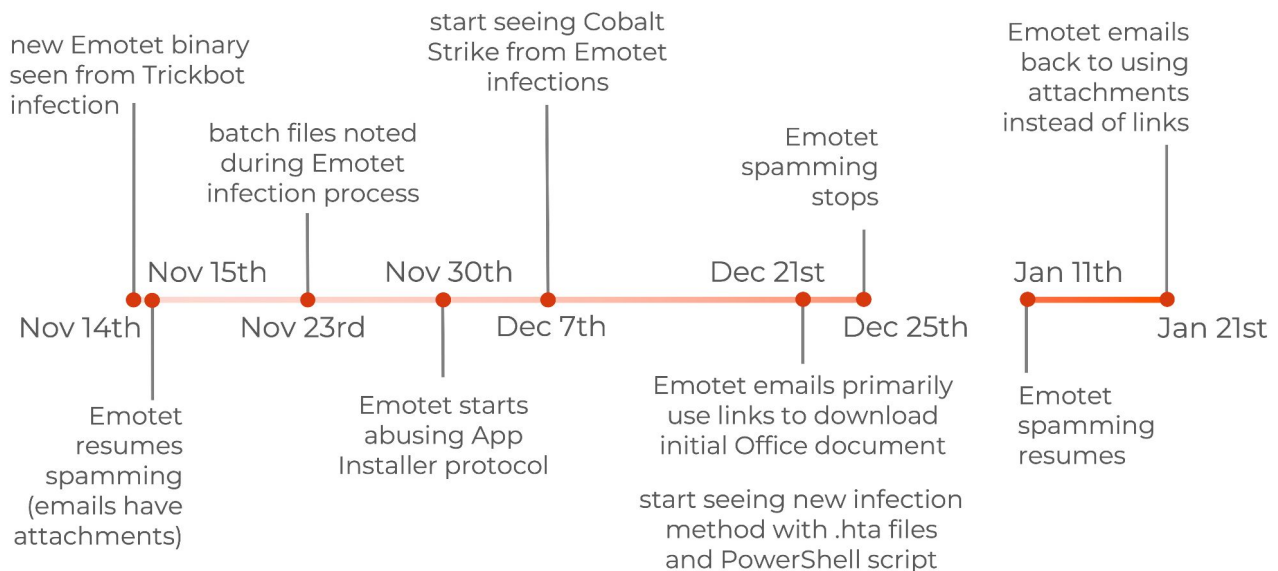 new Emotet binary
seen from Trickbot
infection
batch files noted
during Emotet
infection process
start seeing Cobalt
Strike from Emotet
infections
Emotet
spamming
stops
Emotet emails
back to using
attachments
instead of links
Nov 15th
Nov 30th
Dec 21st
Jan 11th
Nov 14th
Nov 23rd
Dec 7th
Dec 25th
Jan 21st
Emotet
resumes
spamming
(emails have
attachments)
Emotet starts
abusing App
Installer protocol
Emotet emails primarily
use links to download
initial Office document
start seeing new infection
method with .hta files
and PowerShell script
Emotet
spamming
resumes